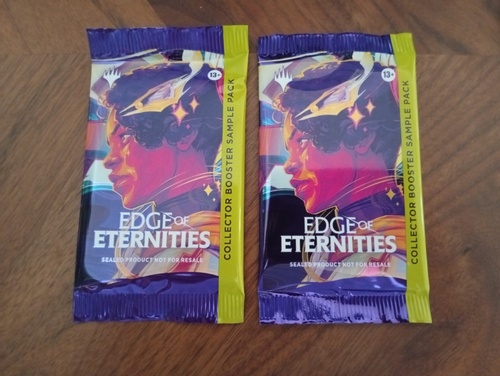 13+
EDGE OF
ETERNITIES
SEALED PRODUCT NOT FOR RESALE
COLLECTOR BOOSTER SAMPLE PACK
13+
EDGE OF
ETERNITIES
SEALED PRODUCT NOT FOR RESALE
COLLECTOR BOOSTER SAMPLE PACK